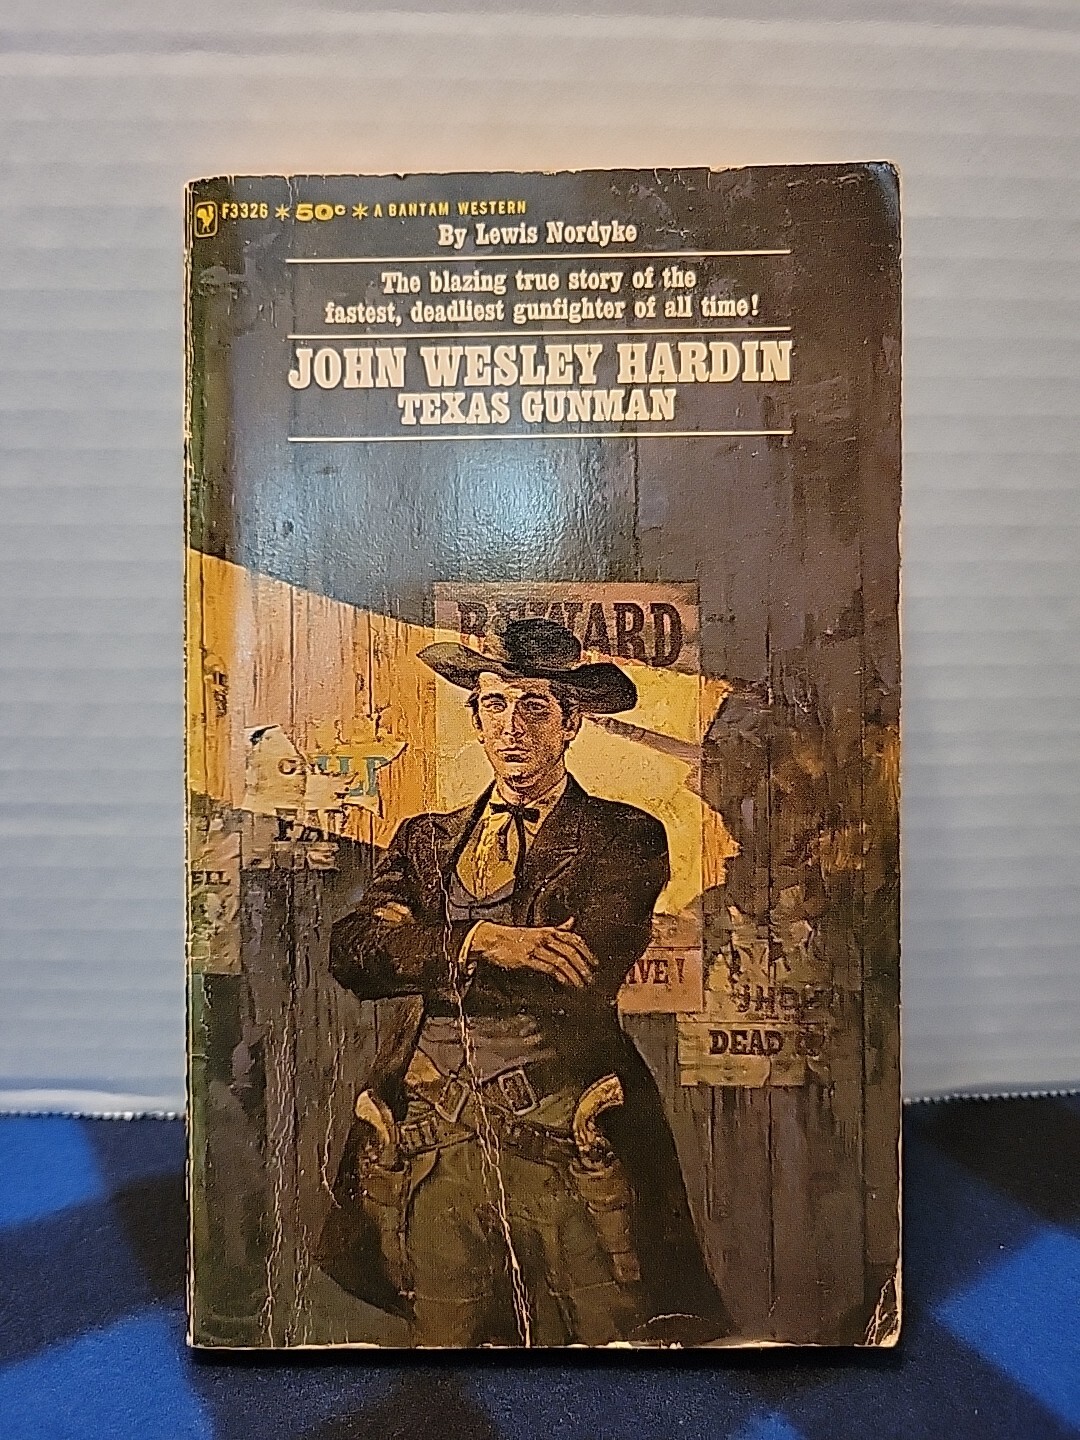 F3326 * 50¢ * A BANTAM WESTERN
By Lewis Nordyke
The blazing true story of the
fastest, deadliest gunfighter of all time!
JOHN WESLEY HARDIN
TEXAS GUNMAN
REWARD
DEAD